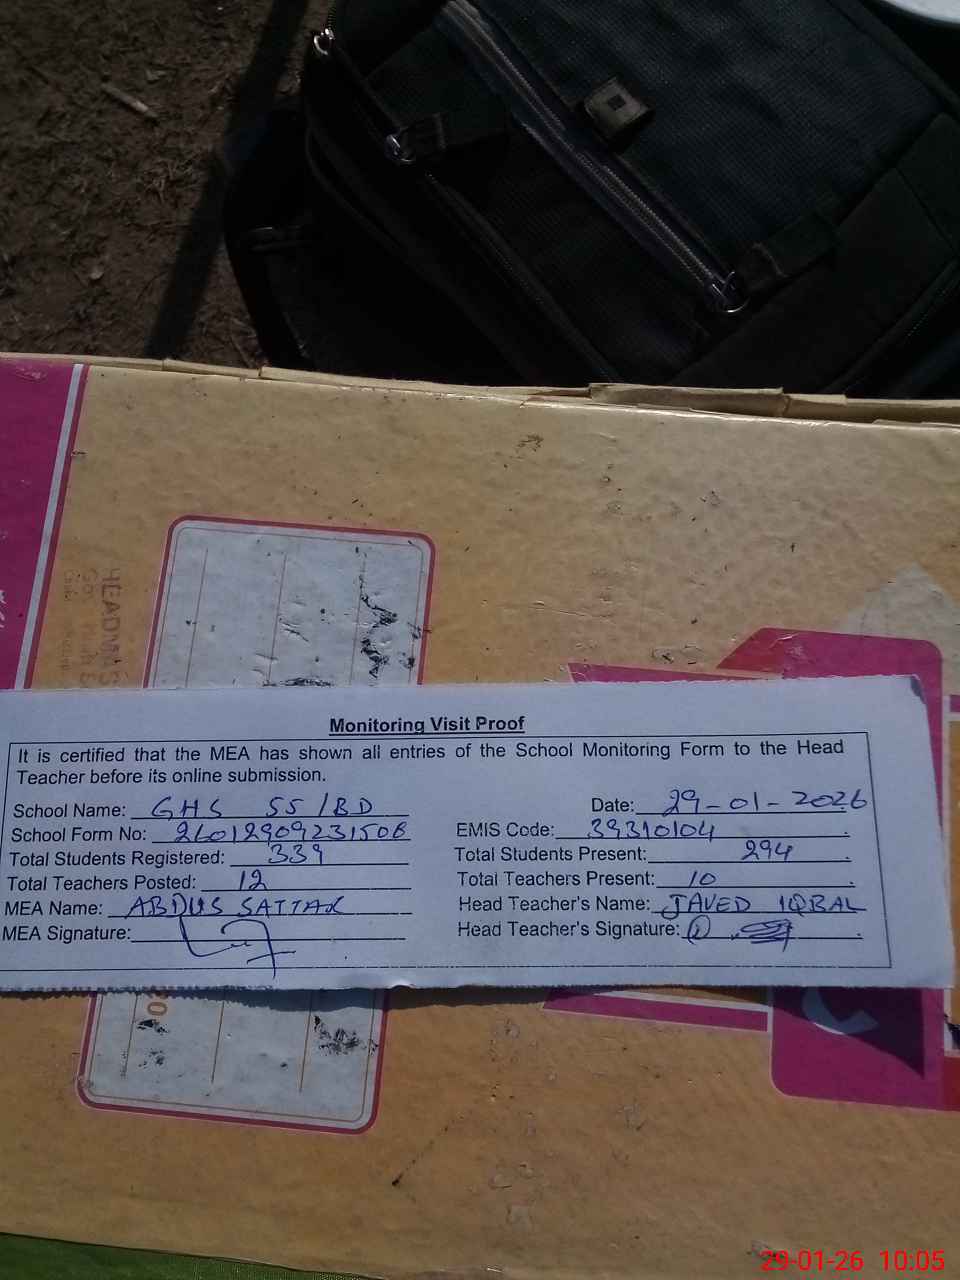 HEADM
Monitoring Visit Proof
It is certified that the MEA has shown all entries of the School Monitoring Form to the Head
Teacher before its online submission.
School Name: GHS 55/BD Date: 29-01-2026
School Form No: 26012909231506 EMIS Code: 39310104
Total Students Registered: 339 Total Students Present: 294
Total Teachers Posted: 12 Total Teachers Present: 10
MEA Name: ABDUS SATTAR Head Teacher's Name: JAVED IQBAL
MEA Signature: Head Teacher's Signature:
20
29-01-26 10:05